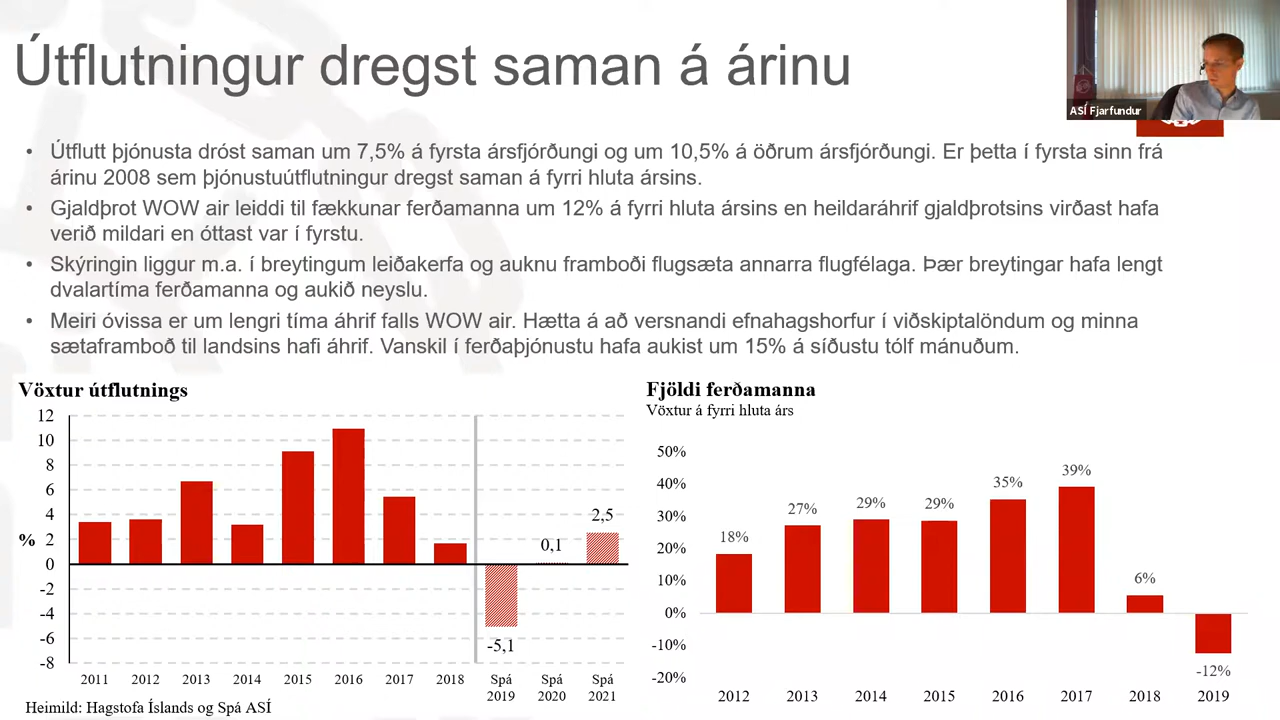 Útflutningur dregst saman á árinu
ASÍ Fjarfundur
• Útflutt þjónusta dróst saman um 7,5% á fyrsta ársfjórðungi og um 10,5% á öðrum ársfjórðungi. Er þetta í fyrsta sinn frá
árinu 2008 sem þjónustuútflutningur dregst saman á fyrri hluta ársins.
• Gjaldþrot WOW air leiddi til fækkunar ferðamanna um 12% á fyrri hluta ársins en heildaráhrif gjaldþrotsins virðast hafa
verið mildari en óttast var í fyrstu.
• Skýringin liggur m.a. í breytingum leiðakerfa og auknu framboði flugsæta annarra flugfélaga. Þær breytingar hafa lengt
dvalartíma ferðamanna og aukið neyslu.
• Meiri óvissa er um lengri tíma áhrif falls WOW air. Hætta á að versnandi efnahagshorfur í viðskiptalöndum og minna
sætaframboð til landsins hafi áhrif. Vanskil í ferðaþjónustu hafa aukist um 15% á síðustu tólf mánuðum.
Vöxtur útflutnings
12
10
8
6
4
% 2
0
-2
-4
-6
-8
2,5
0,1
-5,1
2011 2012 2013 2014 2015 2016 2017 2018 Spá Spá Spá
2019 2020 2021
Heimild: Hagstofa Íslands og Spá ASÍ
Fjöldi ferðamanna
Vöxtur á fyrri hluta árs
50%
40%
30%
20%
10%
0%
-10%
-20%
18% 27% 29% 29% 35% 39% 6% -12%
2012 2013 2014 2015 2016 2017 2018 2019